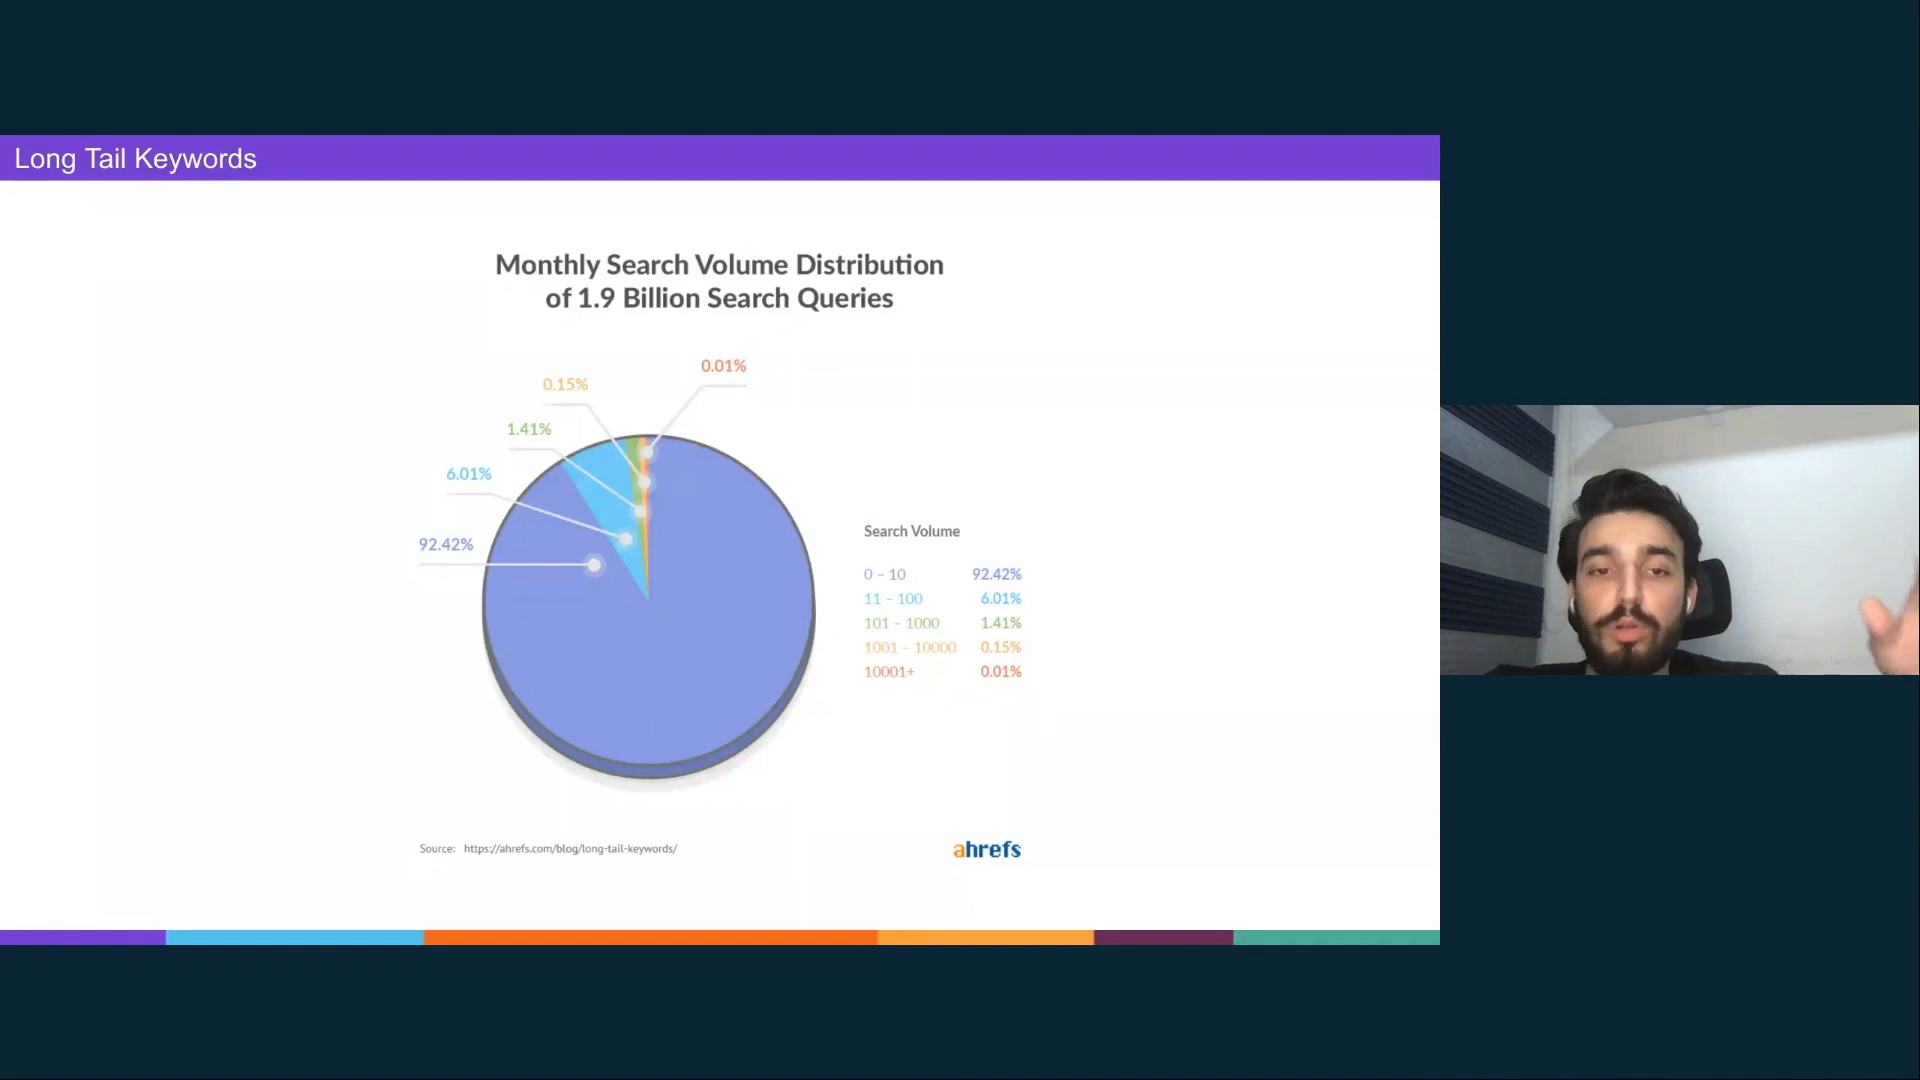 Long Tail Keywords
Monthly Search Volume Distribution
of 1.9 Billion Search Queries
0.01%
0.15%
1.41%
6.01%
92.42%
Search Volume
0 – 10 92.42%
11 – 100 6.01%
101 – 1000 1.41%
1001 – 10000 0.15%
10001+ 0.01%
Source: https://ahrefs.com/blog/long-tail-keywords/
ahrefs